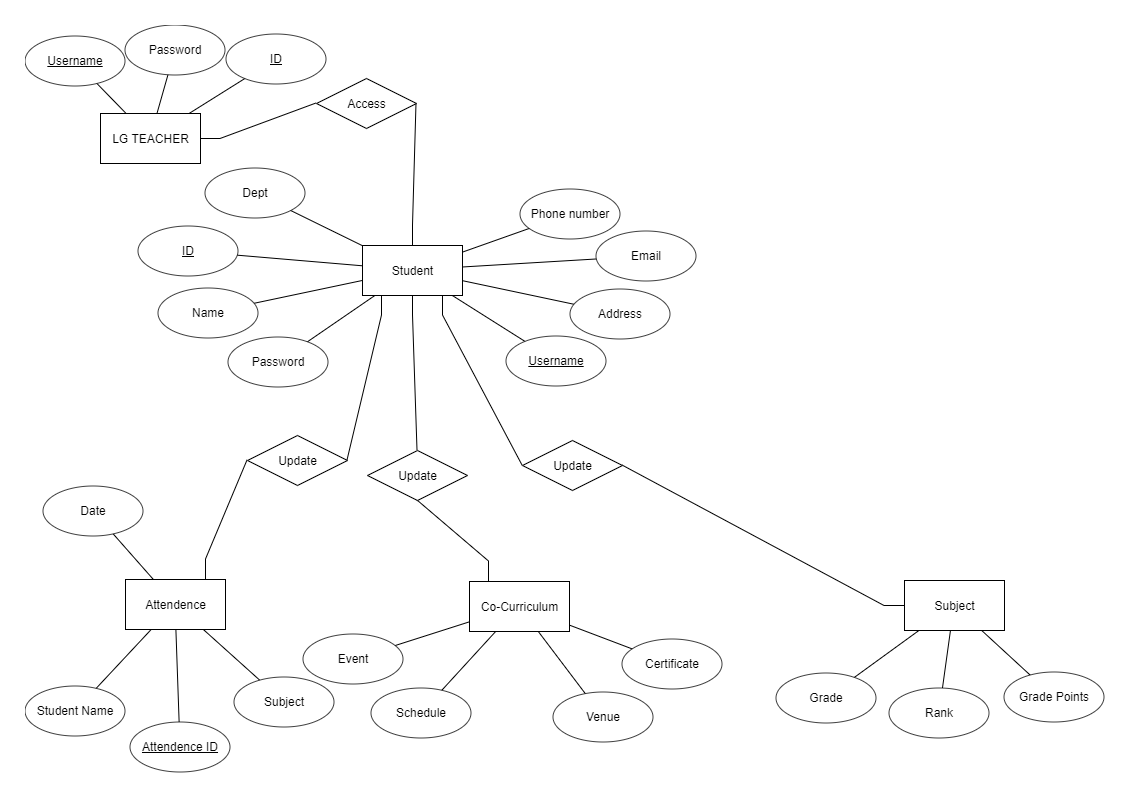 Username
Password
ID
Access
LG TEACHER
Dept
Phone number
ID
Email
Student
Name
Address
Password
Username
Update
Update
Update
Date
Attendence
Co-Curriculum
Subject
Event
Certificate
Student Name
Subject
Schedule
Venue
Grade
Rank
Grade Points
Attendence ID